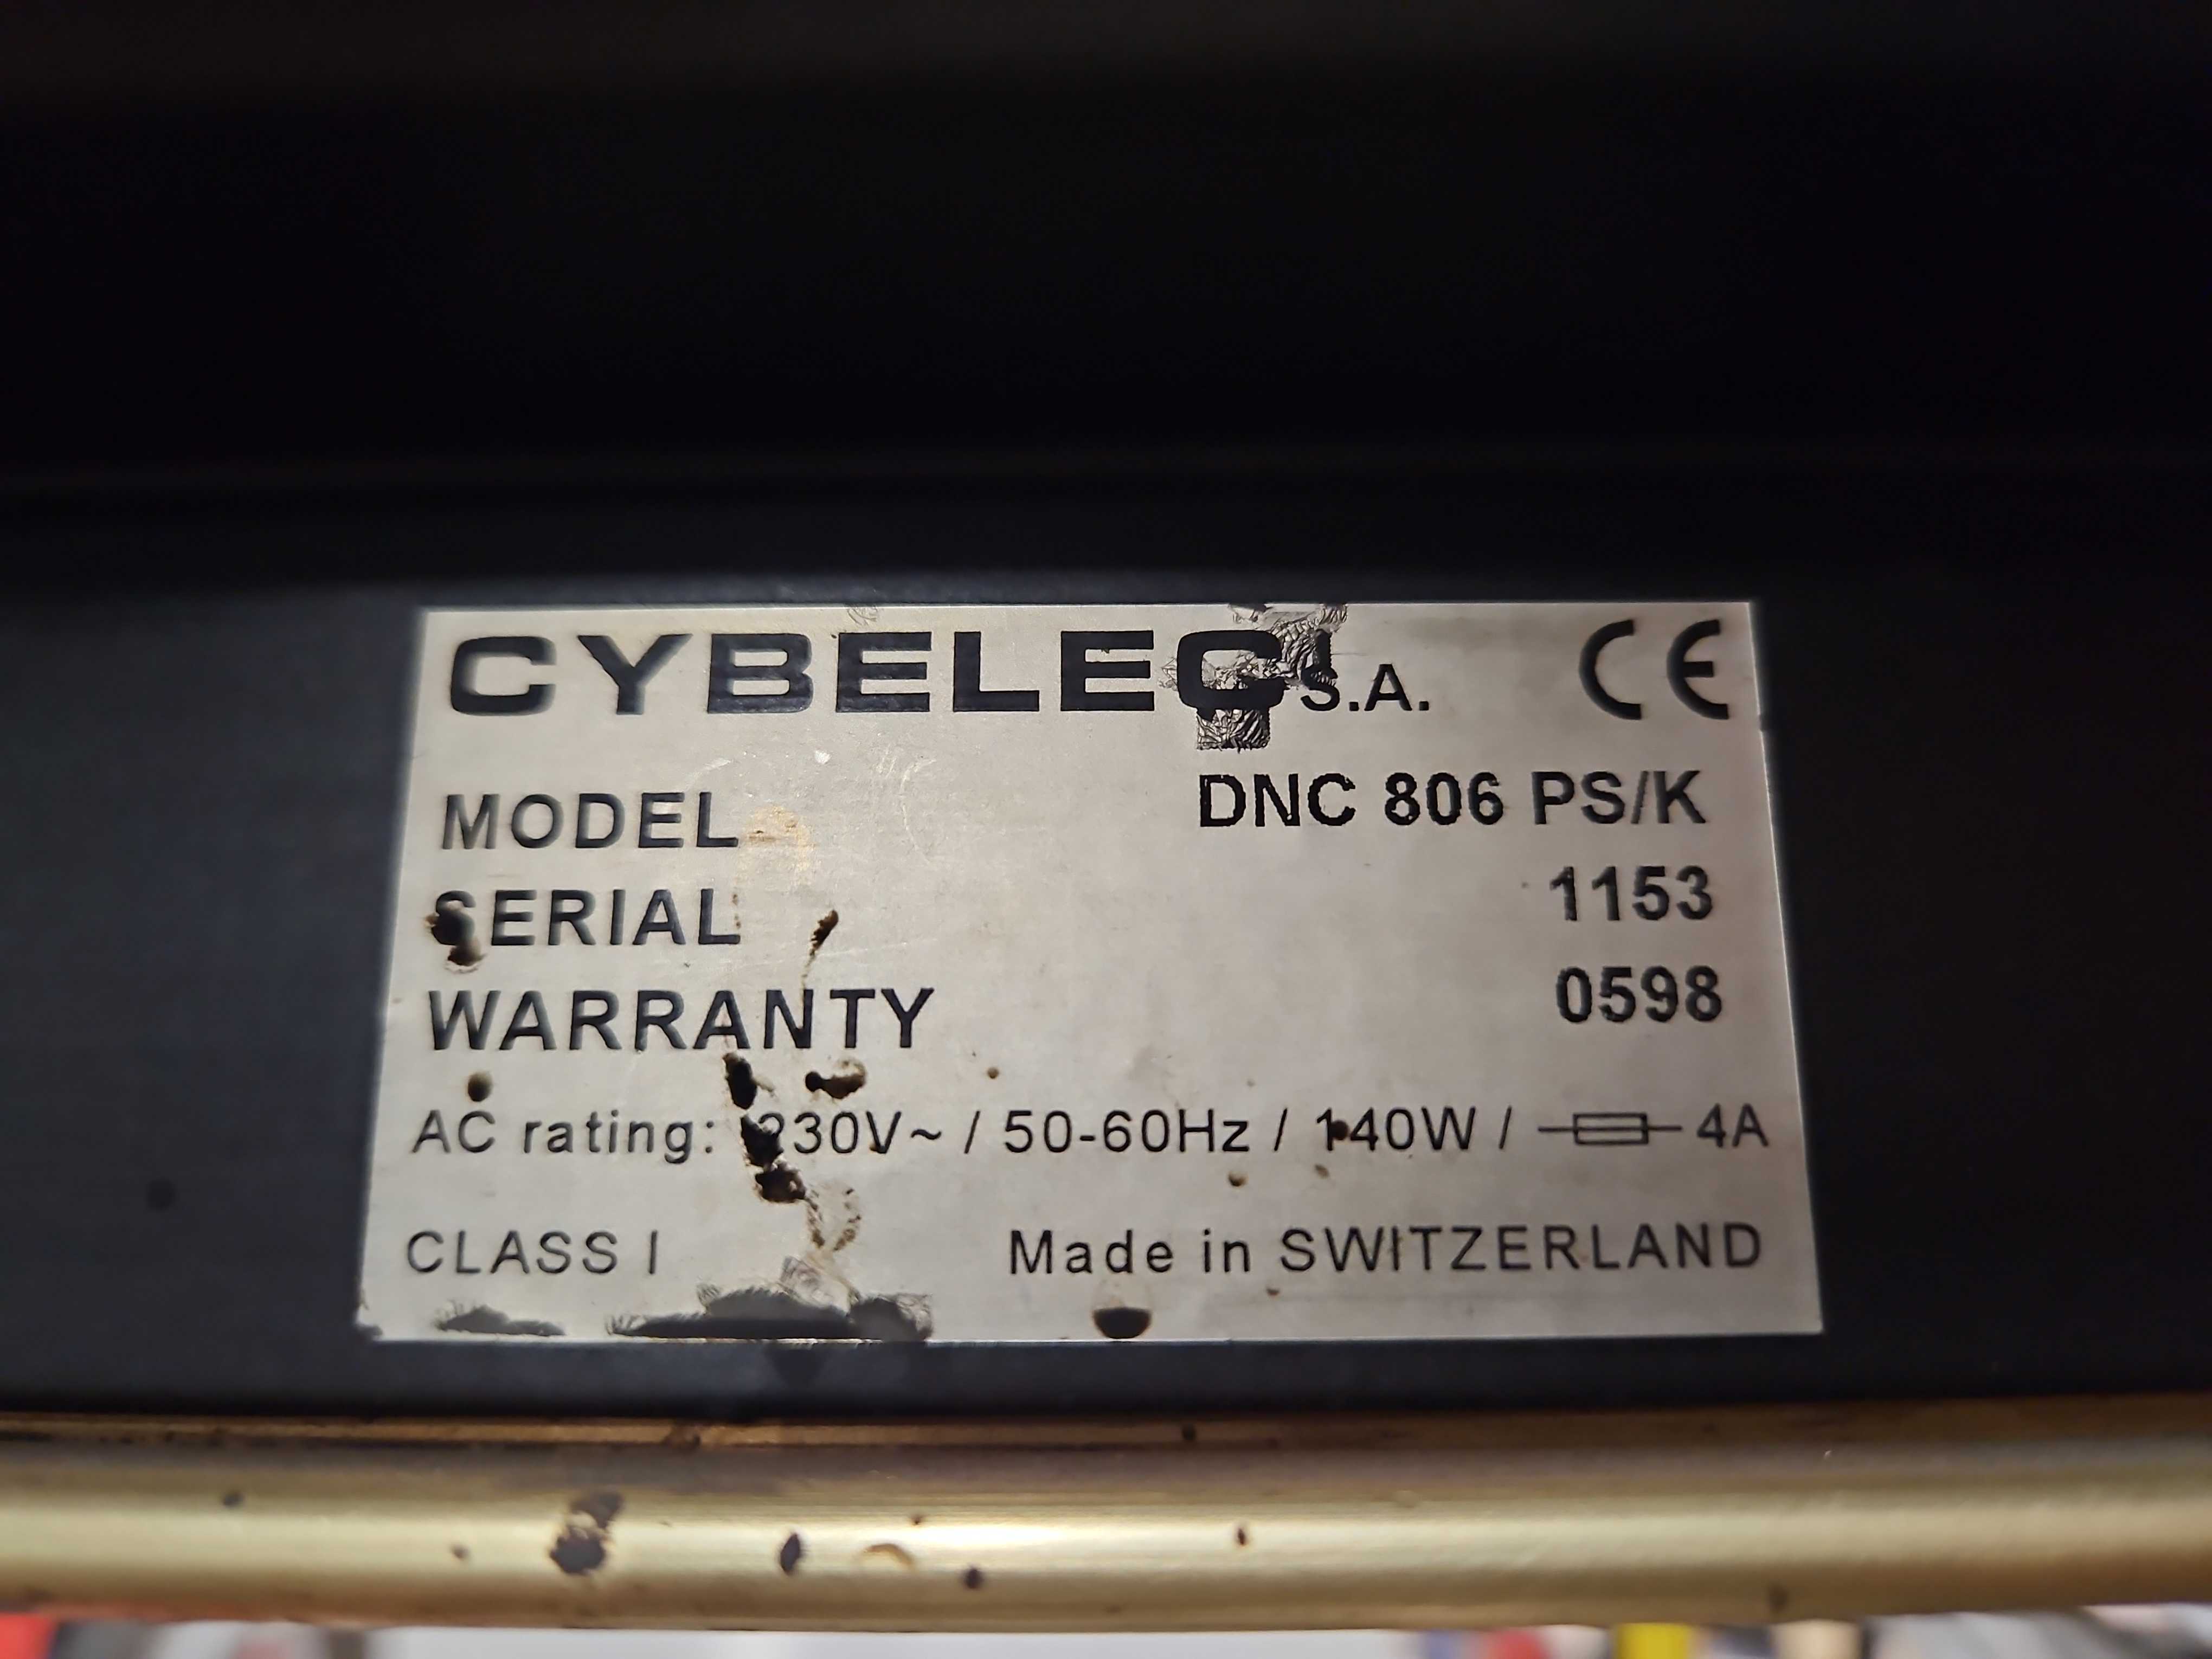 CYBELEC S.A. CE
MODEL DNC 806 PS/K
SERIAL 1153
WARRANTY 0598
AC rating: 230V~ / 50-60Hz / 140W / 4A
CLASS I Made in SWITZERLAND